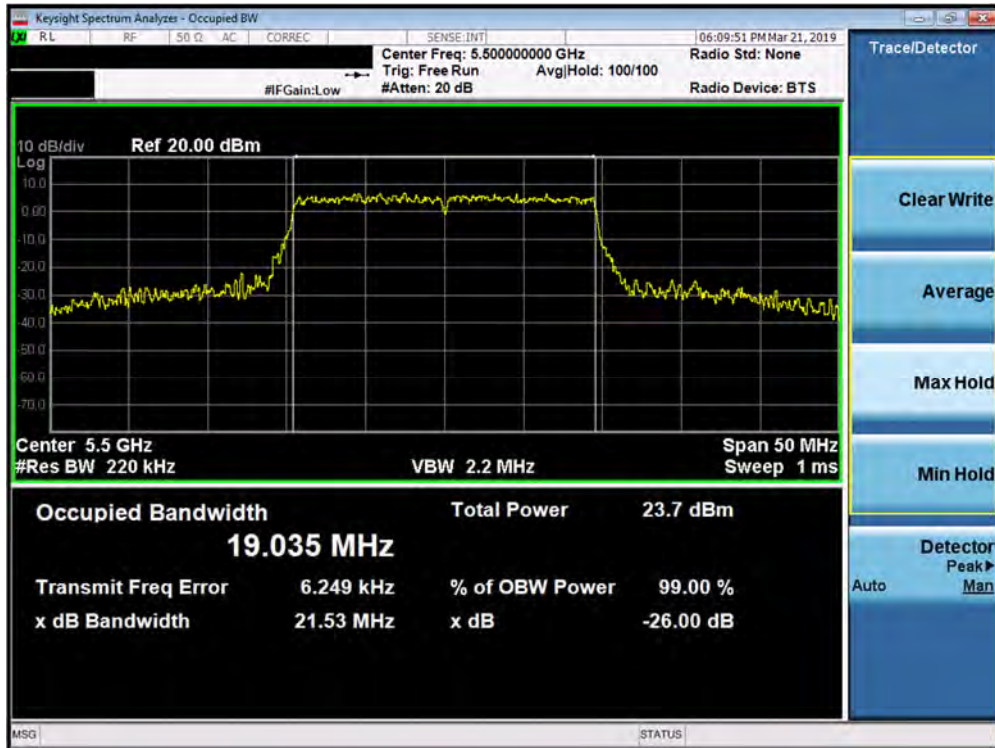 Keysight Spectrum Analyzer - Occupied BW
LXI RL RF 50 Ω AC CORREC SENSE:INT 06:09:51 PM Mar 21, 2019
Center Freq: 5.500000000 GHz Radio Std: None
Trig: Free Run Avg|Hold: 100/100
#IFGain:Low #Atten: 20 dB Radio Device: BTS
10 dB/div Ref 20.00 dBm
Log
10.0
0.00
-10.0
-20.0
-30.0
-40.0
-50.0
-60.0
-70.0
Center 5.5 GHz Span 50 MHz
#Res BW 220 kHz VBW 2.2 MHz Sweep 1 ms
Occupied Bandwidth Total Power 23.7 dBm
19.035 MHz
Transmit Freq Error 6.249 kHz % of OBW Power 99.00 %
x dB Bandwidth 21.53 MHz x dB -26.00 dB
MSG STATUS
Trace/Detector
Clear Write
Average
Max Hold
Min Hold
Detector
Peak▶
Auto Man